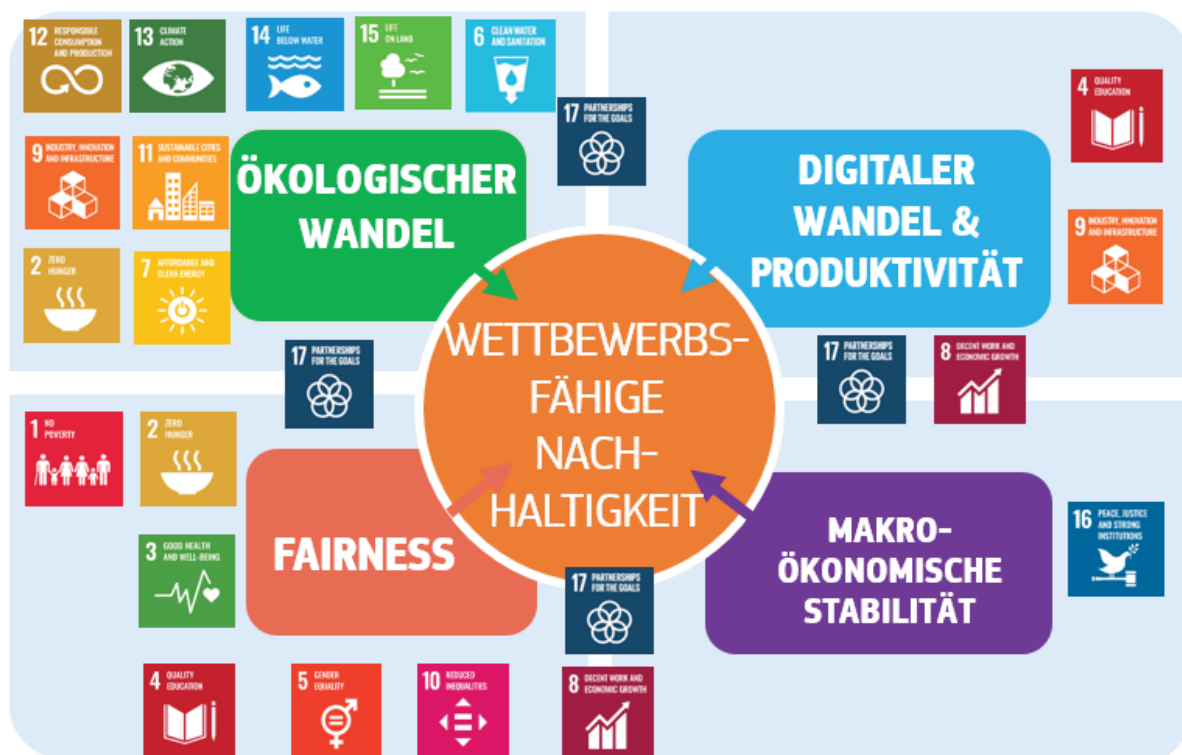 12 RESPONSIBLE
CONSUMPTION
AND PRODUCTION
13 CLIMATE
ACTION
14 LIFE
BELOW WATER
15 LIFE
ON LAND
6 CLEAN WATER
AND SANITATION
17 PARTNERSHIPS
FOR THE GOALS
4 QUALITY
EDUCATION
9 INDUSTRY, INNOVATION
AND INFRASTRUCTURE
11 SUSTAINABLE CITIES
AND COMMUNITIES
ÖKOLOGISCHER
WANDEL
DIGITALER
WANDEL &
PRODUKTIVITÄT
9 INDUSTRY, INNOVATION
AND INFRASTRUCTURE
2 ZERO
HUNGER
7 AFFORDABLE AND
CLEAN ENERGY
17 PARTNERSHIPS
FOR THE GOALS
WETTBEWERBS-
FÄHIGE
NACH-
HALTIGKEIT
17 PARTNERSHIPS
FOR THE GOALS
8 DECENT WORK AND
ECONOMIC GROWTH
1 NO
POVERTY
2 ZERO
HUNGER
3 GOOD HEALTH
AND WELL-BEING
FAIRNESS
MAKRO-
ÖKONOMISCHE
STABILITÄT
16 PEACE, JUSTICE
AND STRONG
INSTITUTIONS
17 PARTNERSHIPS
FOR THE GOALS
4 QUALITY
EDUCATION
5 GENDER
EQUALITY
10 REDUCED
INEQUALITIES
8 DECENT WORK AND
ECONOMIC GROWTH